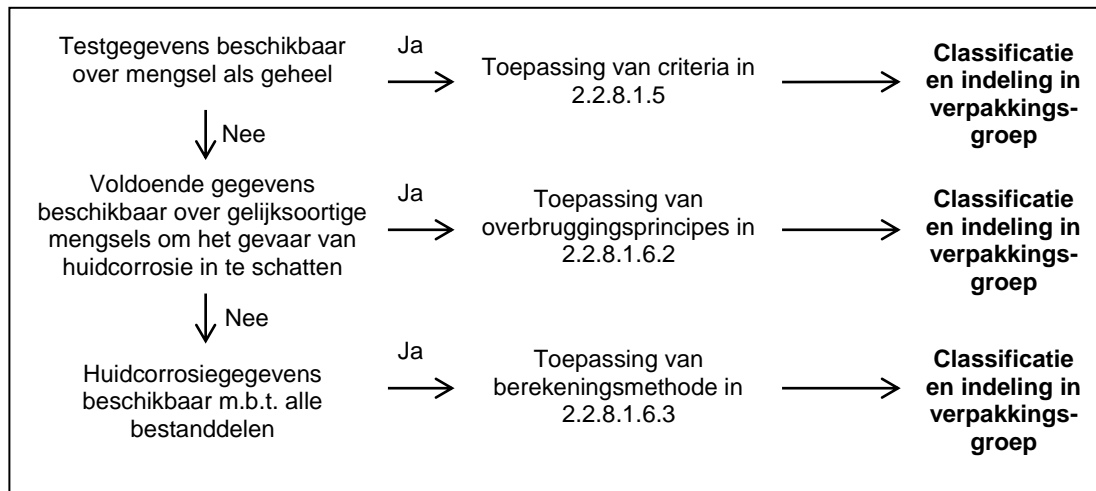 Testgegevens beschikbaar
over mengsel als geheel
Ja
Toepassing van criteria in
2.2.8.1.5
Classificatie
en indeling in
verpakkings-
groep
Nee
Voldoende gegevens
beschikbaar over gelijksoortige
mengsels om het gevaar van
huidcorrosie in te schatten
Ja
Toepassing van
overbruggingsprincipes in
2.2.8.1.6.2
Classificatie
en indeling in
verpakkings-
groep
Nee
Huidcorrosiegegevens
beschikbaar m.b.t. alle
bestanddelen
Ja
Toepassing van
berekeningsmethode in
2.2.8.1.6.3
Classificatie
en indeling in
verpakkings-
groep